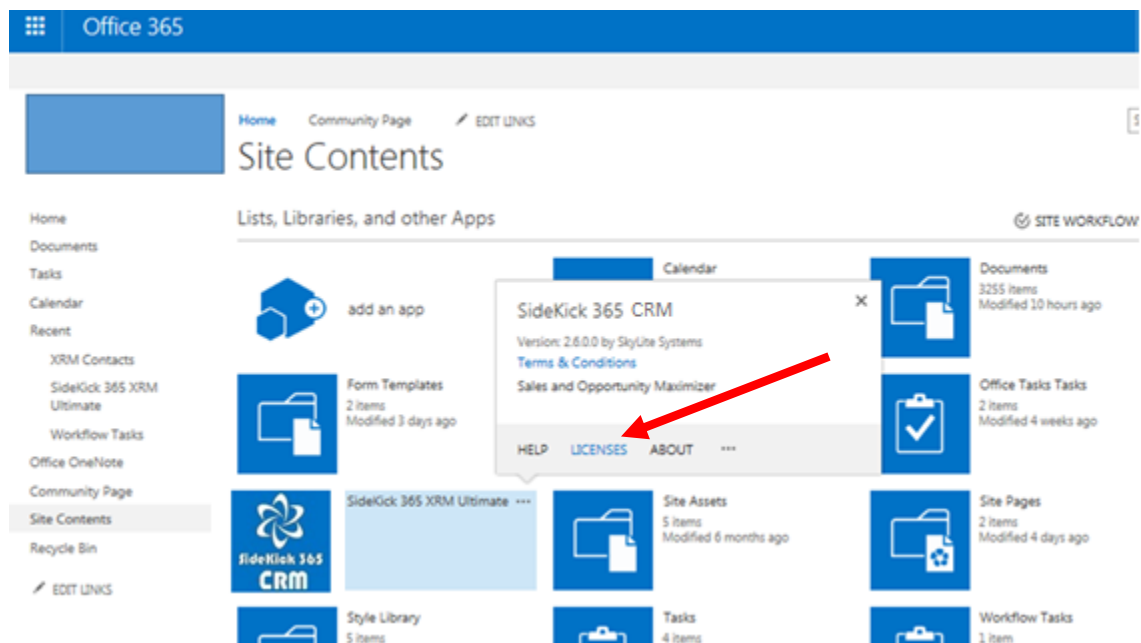 Office 365
Home Community Page EDIT LINKS
Site Contents
Home
Documents
Tasks
Calendar
Recent
XRM Contacts
SideKick 365 XRM
Ultimate
Workflow Tasks
Office OneNote
Community Page
Site Contents
Recycle Bin
EDIT LINKS
Lists, Libraries, and other Apps
SITE WORKFLOW
add an app
Calendar
Documents
3255 items
Modified 10 hours ago
SideKick 365 CRM
Version: 2.6.0.0 by SkyLite Systems
Terms & Conditions
Sales and Opportunity Maximizer
HELP LICENSES ABOUT ...
Form Templates
2 items
Modified 3 days ago
Office Tasks Tasks
2 items
Modified 4 weeks ago
SideKick 365
CRM
SideKick 365 XRM Ultimate ...
Site Assets
5 items
Modified 6 months ago
Site Pages
2 items
Modified 4 days ago
Style Library
5 items
Tasks
4 items
Workflow Tasks
1 item